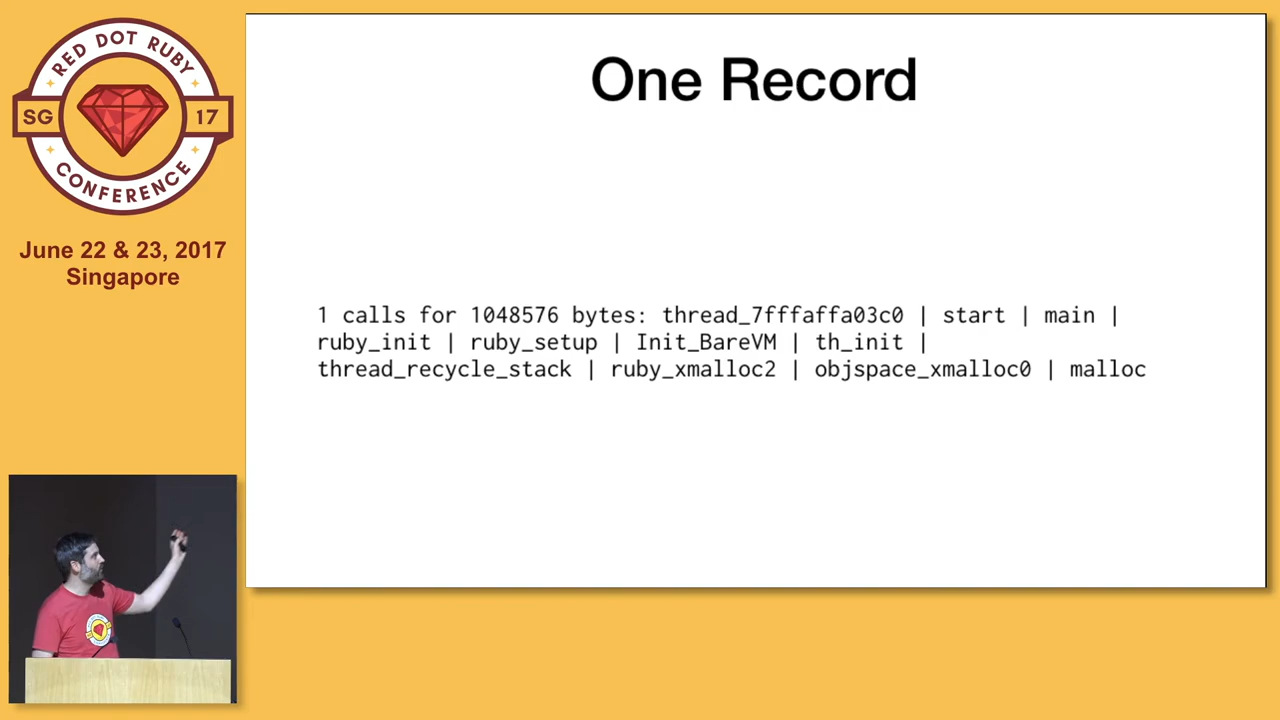 RED DOT RUBY
SG 17
CONFERENCE
June 22 & 23, 2017
Singapore
One Record
1 calls for 1048576 bytes: thread_7fffaffa03c0 | start | main |
ruby_init | ruby_setup | Init_BareVM | th_init |
thread_recycle_stack | ruby_xmalloc2 | objspace_xmalloc0 | malloc